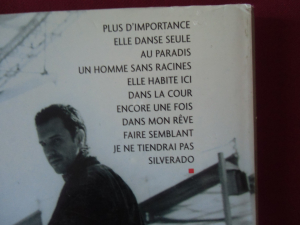 PLUS D'IMPORTANCE
ELLE DANSE SEULE
AU PARADIS
UN HOMME SANS RACINES
ELLE HABITE ICI
DANS LA COUR
ENCORE UNE FOIS
DANS MON RÊVE
FAIRE SEMBLANT
JE NE TIENDRAI PAS
SILVERADO